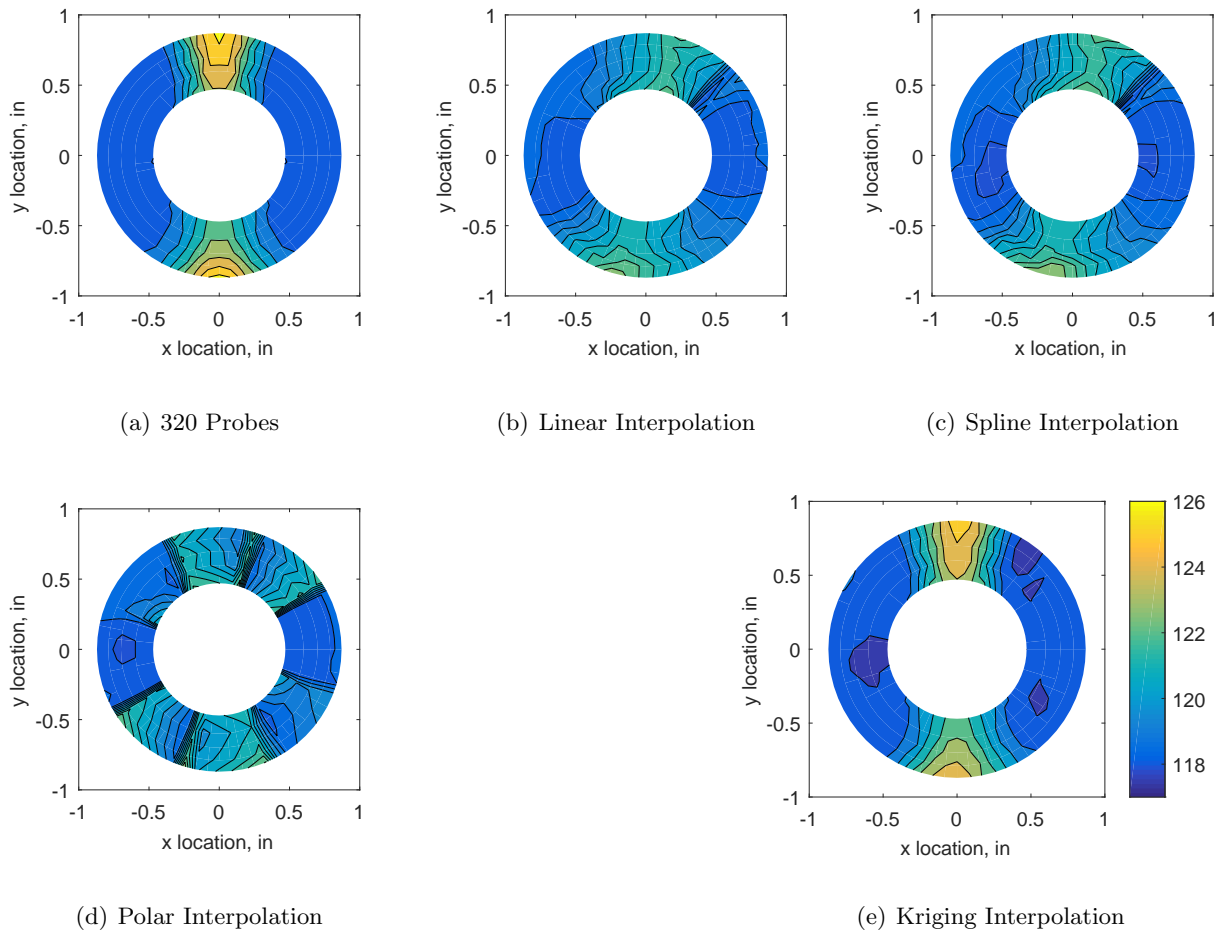 1
0.5
0
-0.5
-1
y location, in
-1 -0.5 0 0.5 1
x location, in
(a) 320 Probes
1
0.5
0
-0.5
-1
y location, in
-1 -0.5 0 0.5 1
x location, in
(b) Linear Interpolation
1
0.5
0
-0.5
-1
y location, in
-1 -0.5 0 0.5 1
x location, in
(c) Spline Interpolation
1
0.5
0
-0.5
-1
y location, in
-1 -0.5 0 0.5 1
x location, in
(d) Polar Interpolation
1
0.5
0
-0.5
-1
y location, in
-1 -0.5 0 0.5 1
x location, in
126
124
122
120
118
(e) Kriging Interpolation